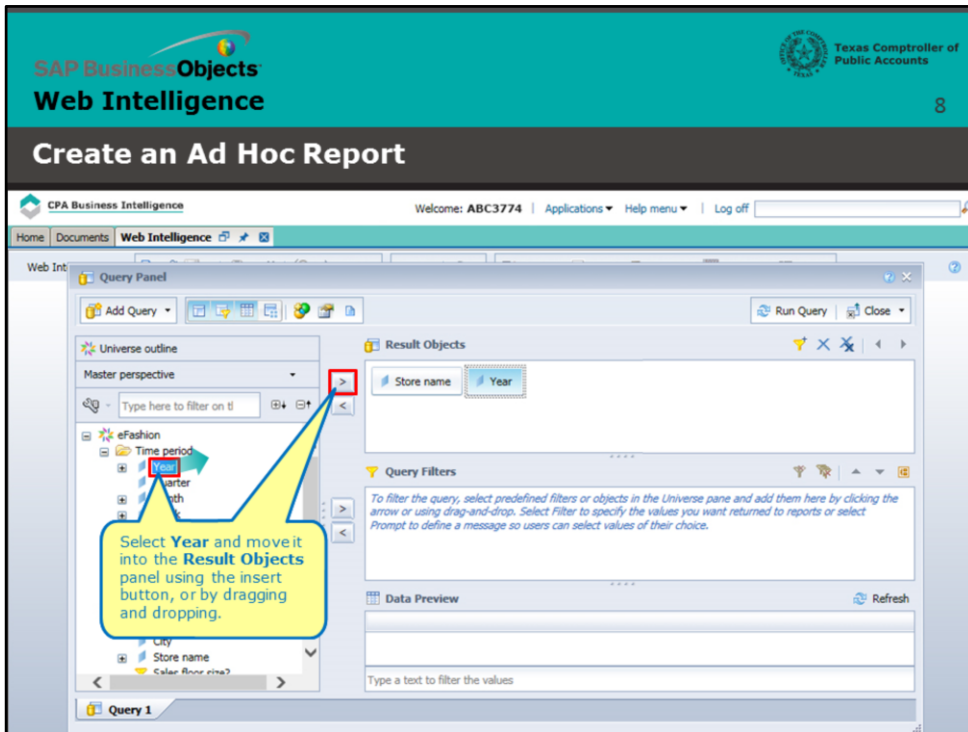 SAP BusinessObjects
Web Intelligence
Texas Comptroller of
Public Accounts
8
Create an Ad Hoc Report
CPA Business Intelligence
Welcome: ABC3774 | Applications Help menu | Log off
Home Documents Web Intelligence
Web Int
Query Panel
Add Query
Run Query Close
Universe outline
Master perspective
Type here to filter on tl
eFashion
Time period
Year
uarter
Result Objects
Store name Year
Query Filters
To filter the query, select predefined filters or objects in the Universe pane and add them here by clicking the
arrow or using drag-and-drop. Select Filter to specify the values you want returned to reports or select
Prompt to define a message so users can select values of their choice.
Select Year and move it
into the Result Objects
panel using the insert
button, or by dragging
and dropping.
City
Store name
Sales floor size?
Data Preview
Refresh
Type a text to filter the values
Query 1